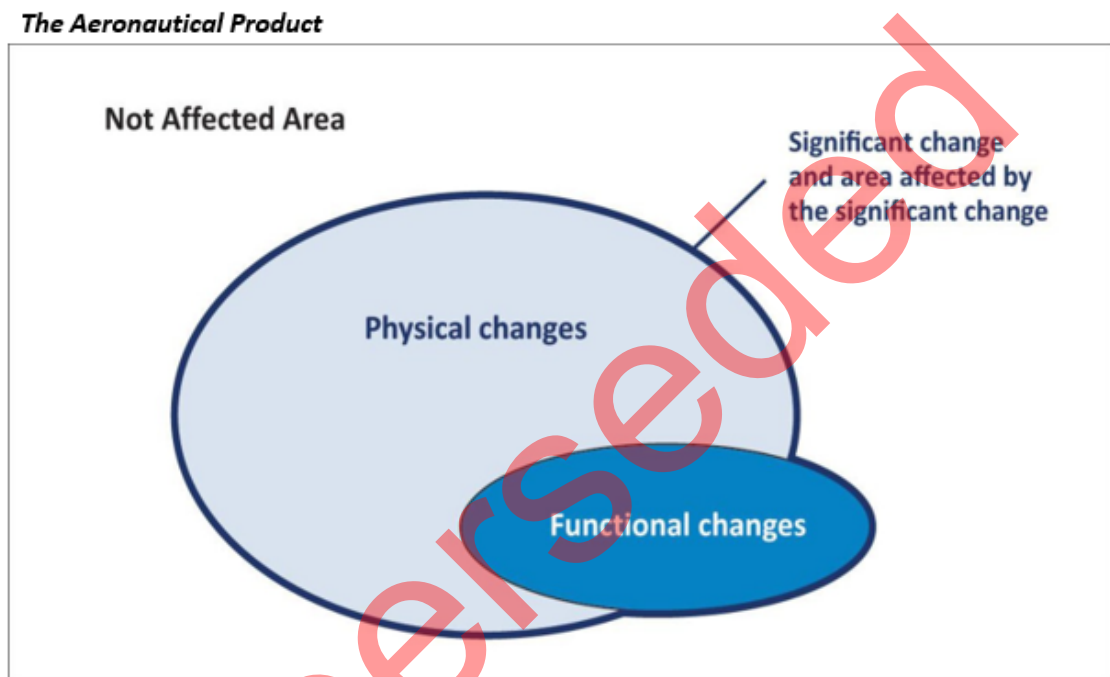 The Aeronautical Product
Not Affected Area
Significant change
and area affected by
the significant change
Physical changes
Functional changes
erseded